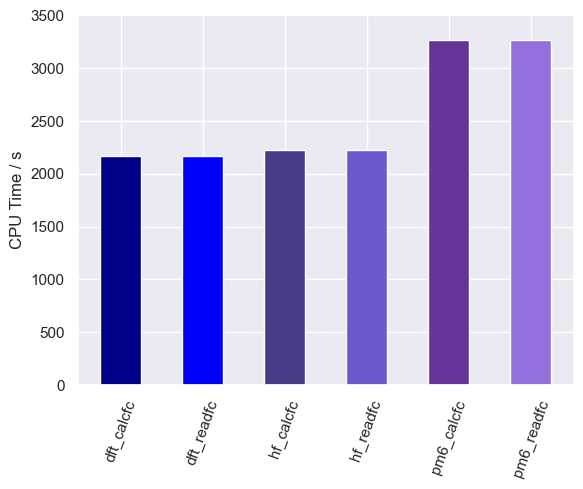 3500
3000
2500
2000
1500
1000
500
0
CPU Time / s
dft_calcfc
dft_readfc
hf_calcfc
hf_readfc
pm6_calcfc
pm6_readfc